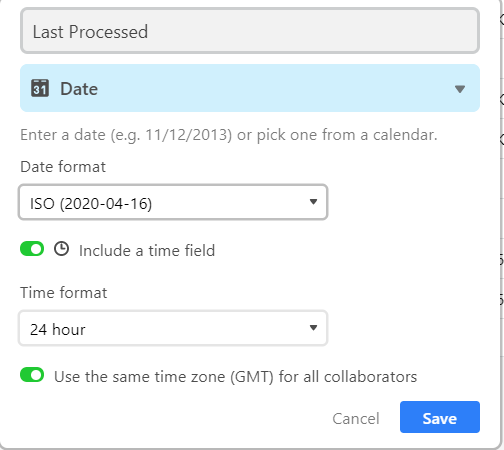 Last Processed
31 Date
Enter a date (e.g. 11/12/2013) or pick one from a calendar.
Date format
ISO (2020-04-16)
Include a time field
Time format
24 hour
Use the same time zone (GMT) for all collaborators
Cancel Save